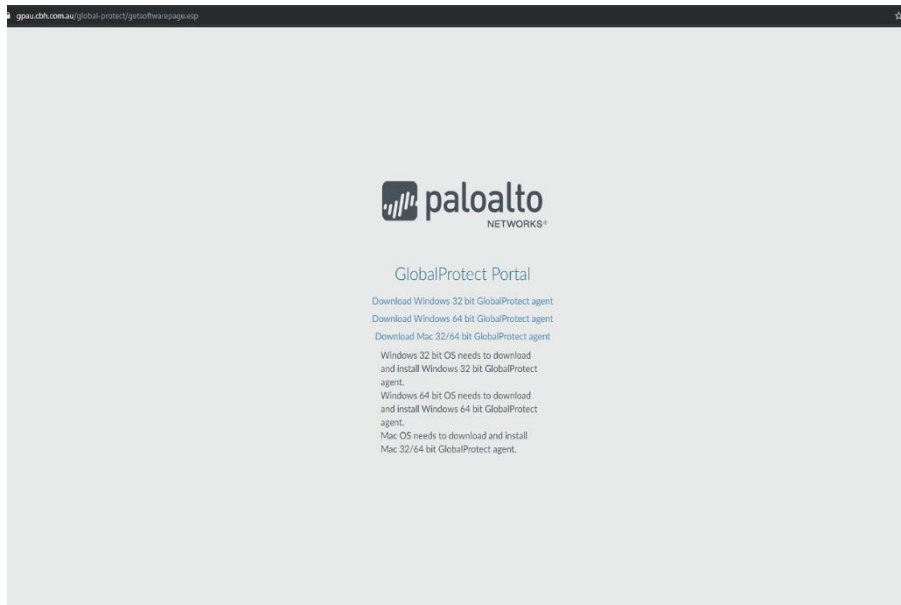 gpau.cbh.com.au/global-protect/getsoftwarepage.esp
paloalto
NETWORKS®
GlobalProtect Portal
Download Windows 32 bit GlobalProtect agent
Download Windows 64 bit GlobalProtect agent
Download Mac 32/64 bit GlobalProtect agent
Windows 32 bit OS needs to download
and install Windows 32 bit GlobalProtect
agent.
Windows 64 bit OS needs to download
and install Windows 64 bit GlobalProtect
agent.
Mac OS needs to download and install
Mac 32/64 bit GlobalProtect agent.